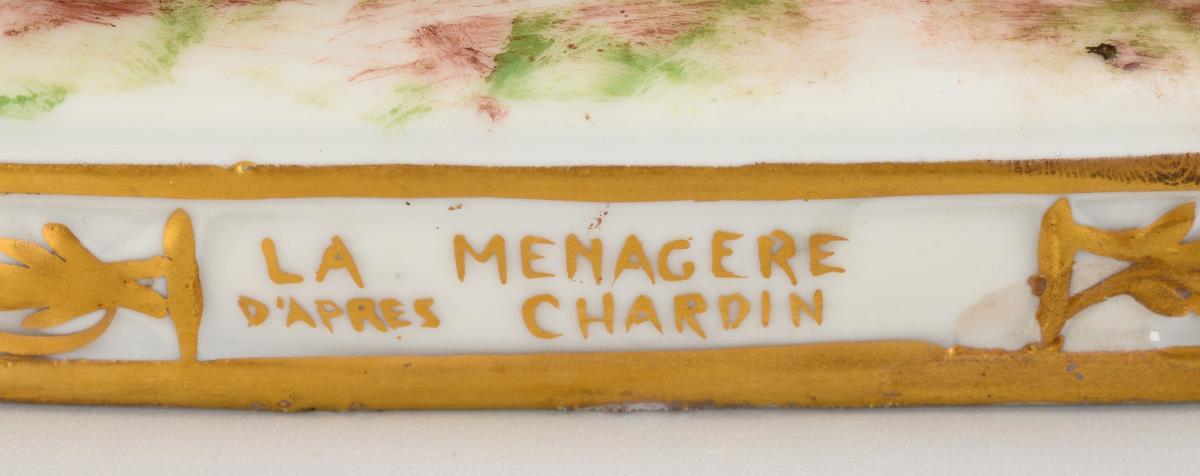 LA MENAGERE
D'APRES CHARDIN